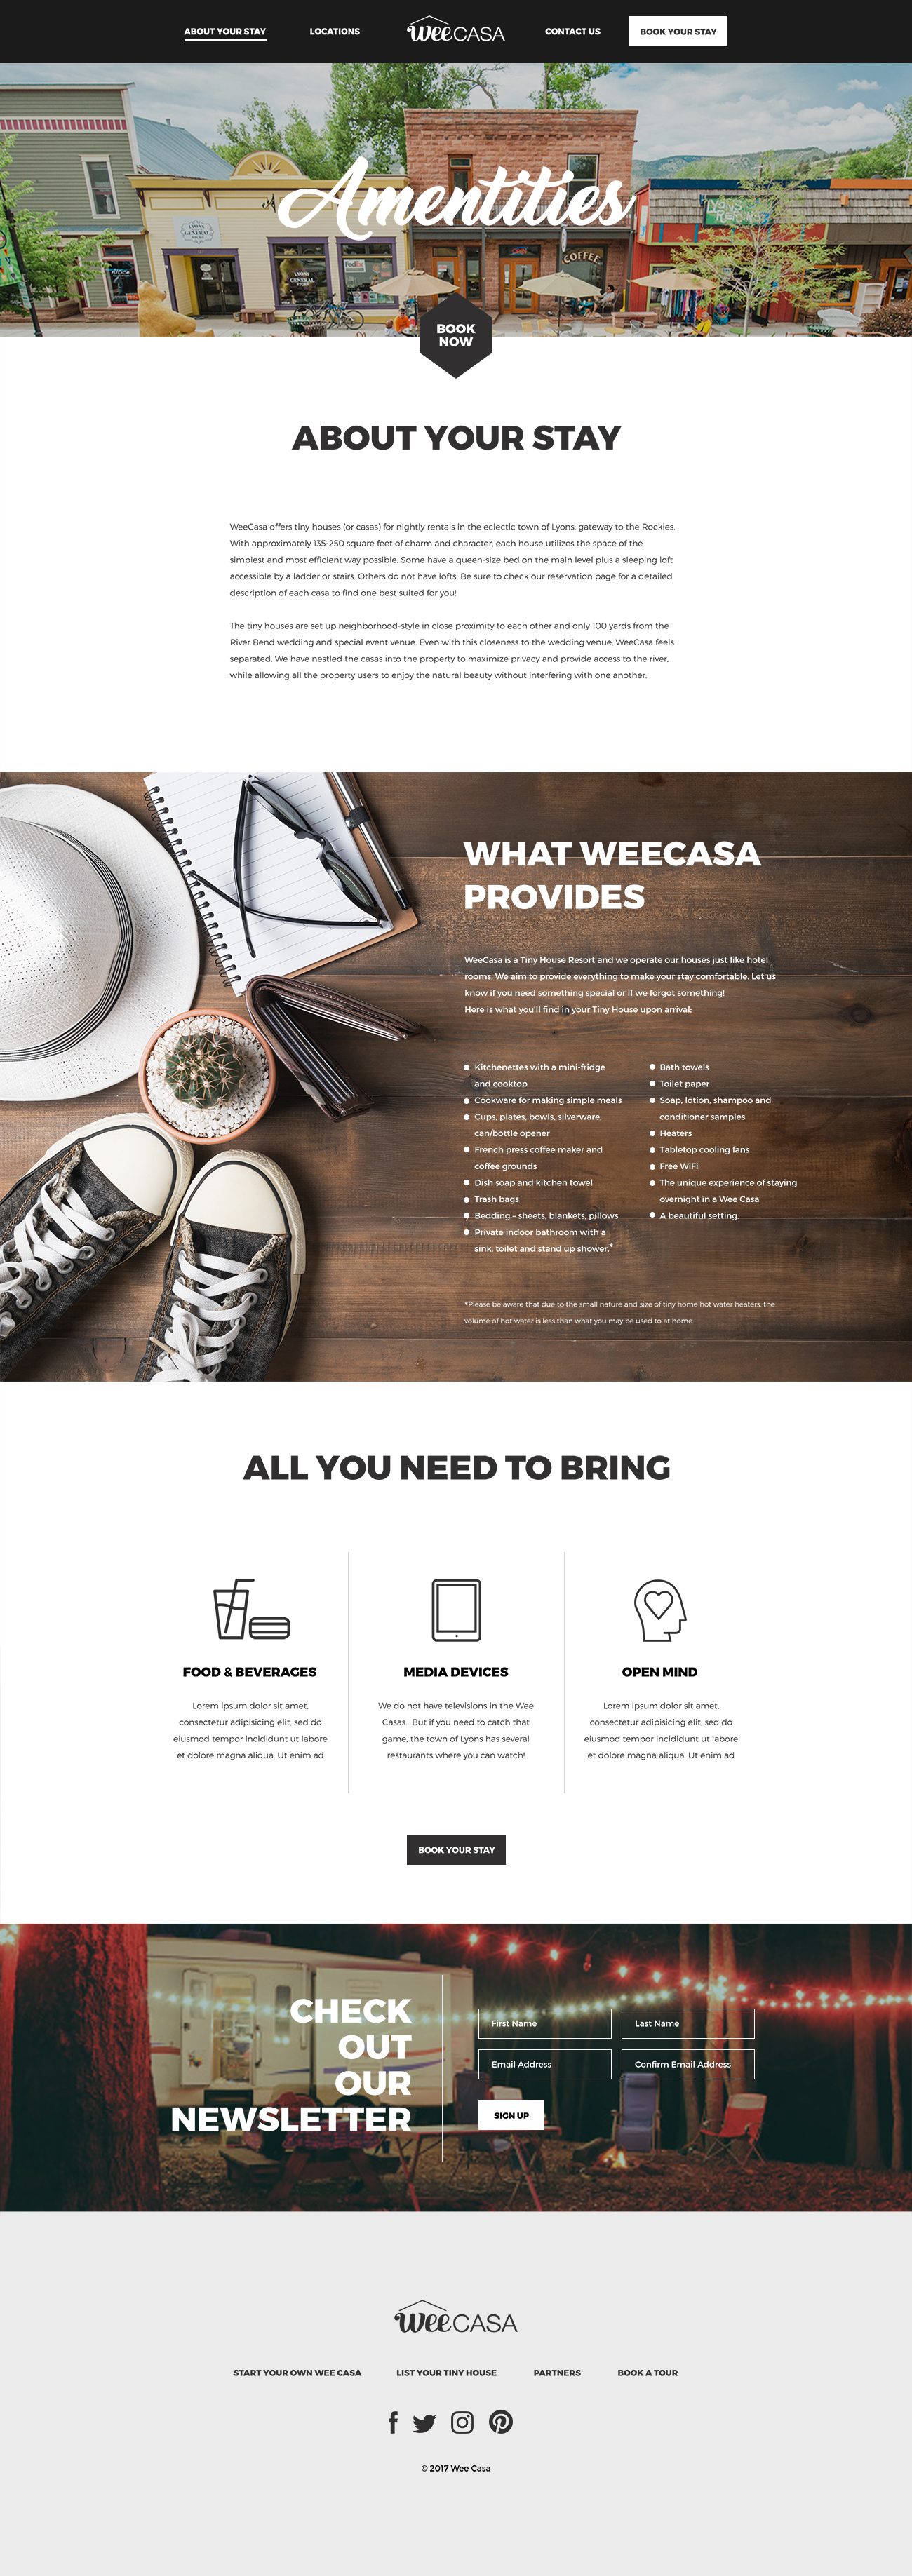 ABOUT YOUR STAY
LOCATIONS
WeeCASA
CONTACT US
BOOK YOUR STAY
Amentities
LYONS
GENERAL
STORE
LYONS
GENERAL
STORE
FedEx
COFFEE
LYONS
BOOK
NOW
ABOUT YOUR STAY
WeeCasa offers tiny houses (or casas) for nightly rentals in the eclectic town of Lyons: gateway to the Rockies.
With approximately 135-250 square feet of charm and character, each house utilizes the space of the
simplest and most efficient way possible. Some have a queen-size bed on the main level plus a sleeping loft
accessible by a ladder or stairs. Others do not have lofts. Be sure to check our reservation page for a detailed
description of each casa to find one best suited for you!
The tiny houses are set up neighborhood-style in close proximity to each other and only 100 yards from the
River Bend wedding and special event venue. Even with this closeness to the wedding venue, WeeCasa feels
separated. We have nestled the casas into the property to maximize privacy and provide access to the river,
while allowing all the property users to enjoy the natural beauty without interfering with one another.
WHAT WEECASA
PROVIDES
WeeCasa is a Tiny House Resort and we operate our houses just like hotel
rooms. We aim to provide everything to make your stay comfortable. Let us
know if you need something special or if we forgot something!
Here is what you'll find in your Tiny House upon arrival:
Kitchenettes with a mini-fridge
and cooktop
Cookware for making simple meals
Cups, plates, bowls, silverware,
can/bottle opener
French press coffee maker and
coffee grounds
Dish soap and kitchen towel
Trash bags
Bedding – sheets, blankets, pillows
Private indoor bathroom with a
sink, toilet and stand up shower.*
Bath towels
Toilet paper
Soap, lotion, shampoo and
conditioner samples
Heaters
Tabletop cooling fans
Free WiFi
The unique experience of staying
overnight in a Wee Casa
A beautiful setting.
*Please be aware that due to the small nature and size of tiny home hot water heaters, the
volume of hot water is less than what you may be used to at home.
ALL YOU NEED TO BRING
FOOD & BEVERAGES
Lorem ipsum dolor sit amet,
consectetur adipisicing elit, sed do
eiusmod tempor incididunt ut labore
et dolore magna aliqua. Ut enim ad
MEDIA DEVICES
We do not have televisions in the Wee
Casas. But if you need to catch that
game, the town of Lyons has several
restaurants where you can watch!
OPEN MIND
Lorem ipsum dolor sit amet,
consectetur adipisicing elit, sed do
eiusmod tempor incididunt ut labore
et dolore magna aliqua. Ut enim ad
BOOK YOUR STAY
CHECK
OUT
OUR
NEWSLETTER
First Name
Last Name
Email Address
Confirm Email Address
SIGN UP
WeeCASA
START YOUR OWN WEE CASA
LIST YOUR TINY HOUSE
PARTNERS
BOOK A TOUR
© 2017 Wee Casa